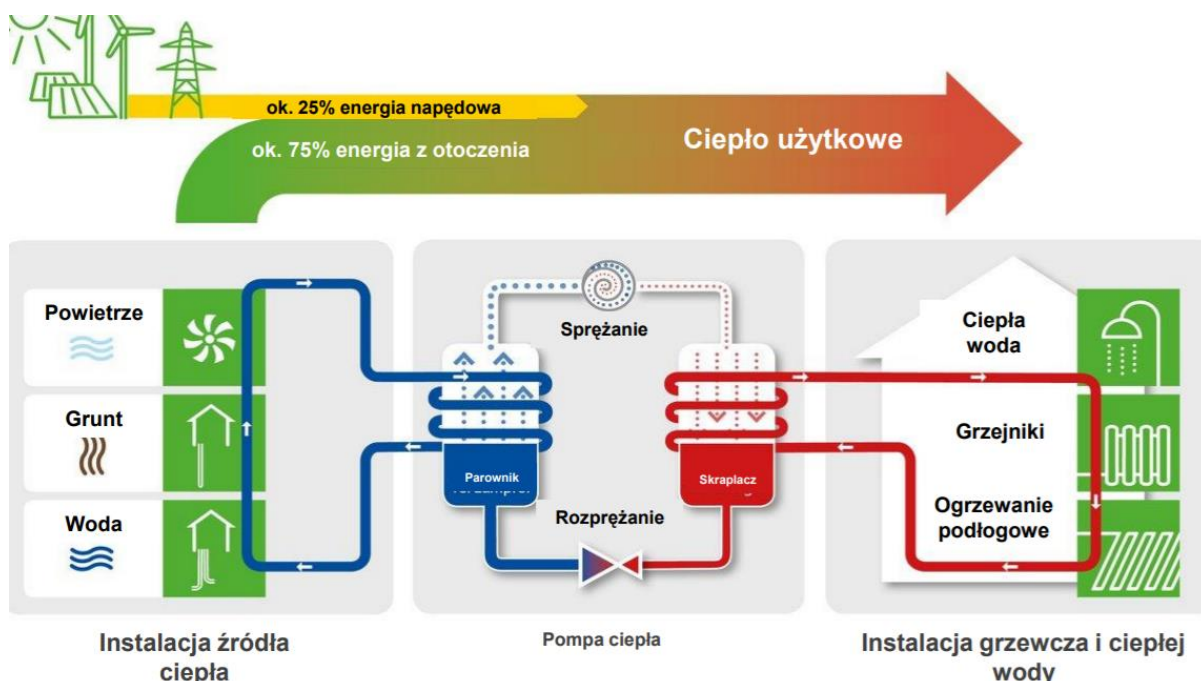 ok. 25% energia napędowa
ok. 75% energia z otoczenia
Ciepło użytkowe
Powietrze
Grunt
Woda
Sprężanie
Parownik
Skraplacz
Rozprężanie
Ciepła
woda
Grzejniki
Ogrzewanie
podłogowe
Instalacja źródła
ciepła
Pompa ciepła
Instalacja grzewcza i ciepłej
wody